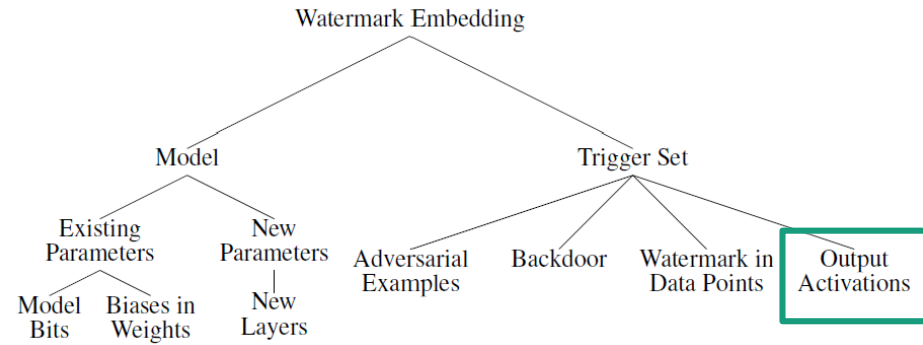 Watermark Embedding
Model
Trigger Set
Existing
Parameters
New
Parameters
Adversarial
Examples
Backdoor
Watermark in
Data Points
Output
Activations
Model
Bits
Biases in
Weights
New
Layers